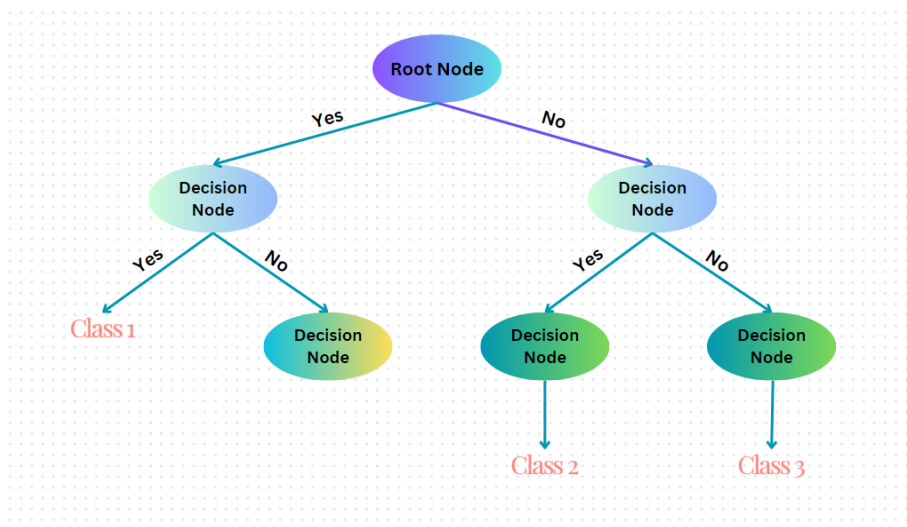 Root Node
Yes
No
Decision
Node
Decision
Node
Yes
No
Yes
No
Class 1
Decision
Node
Decision
Node
Decision
Node
Class 2
Class 3